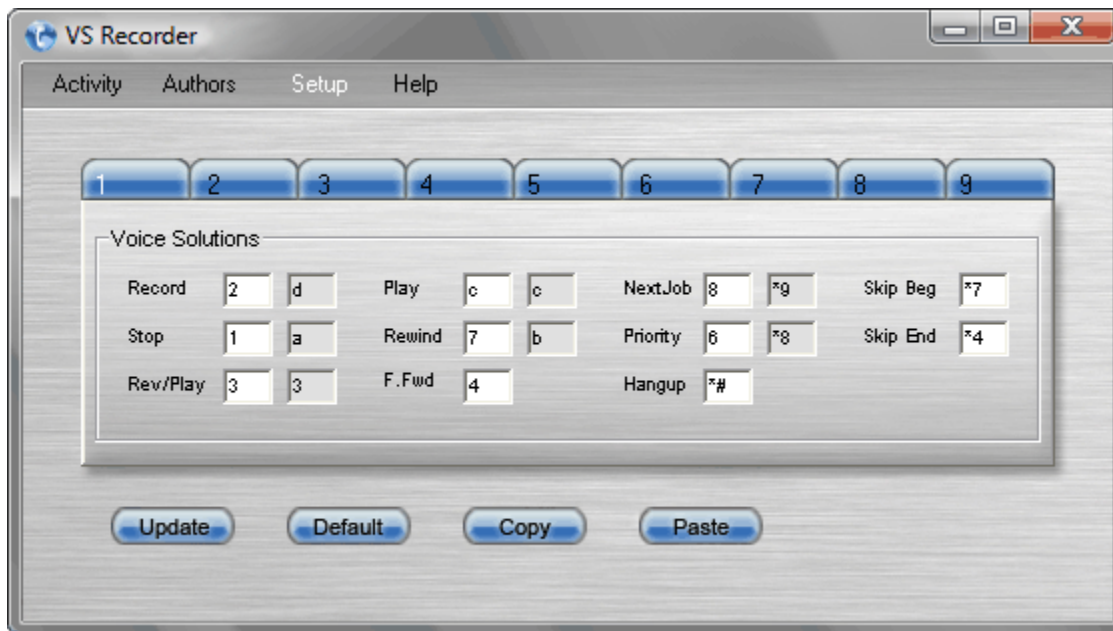 VS Recorder
Activity Authors Setup Help
1 2 3 4 5 6 7 8 9
Voice Solutions
Record 2 d Play c c NextJob 8 *9 Skip Beg *7
Stop 1 a Rewind 7 b Priority 6 *8 Skip End *4
Rev/Play 3 3 F.Fwd 4 Hangup *#
Update Default Copy Paste